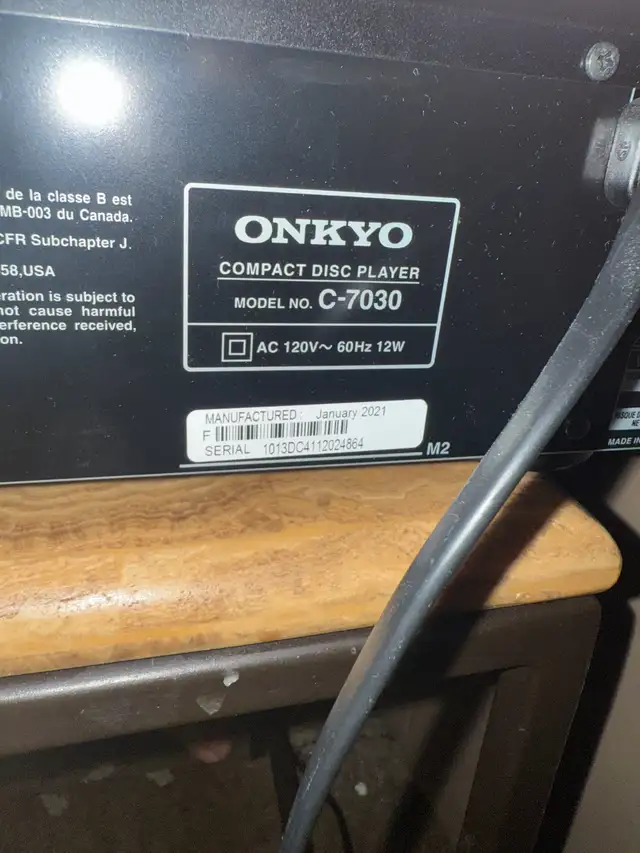 de la classe B est
MB-003 du Canada.
CFR Subchapter J.
58,USA
eration is subject to
not cause harmful
erference received,
on.
ONKYO
COMPACT DISC PLAYER
MODEL NO. C-7030
AC 120V~ 60Hz 12W
MANUFACTURED: January 2021
F
SERIAL 1013DC4112024864
M2
MADE IN